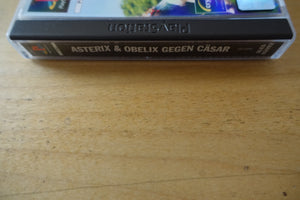 PlayStation
ASTERIX & OBELIX GEGEN CÄSAR